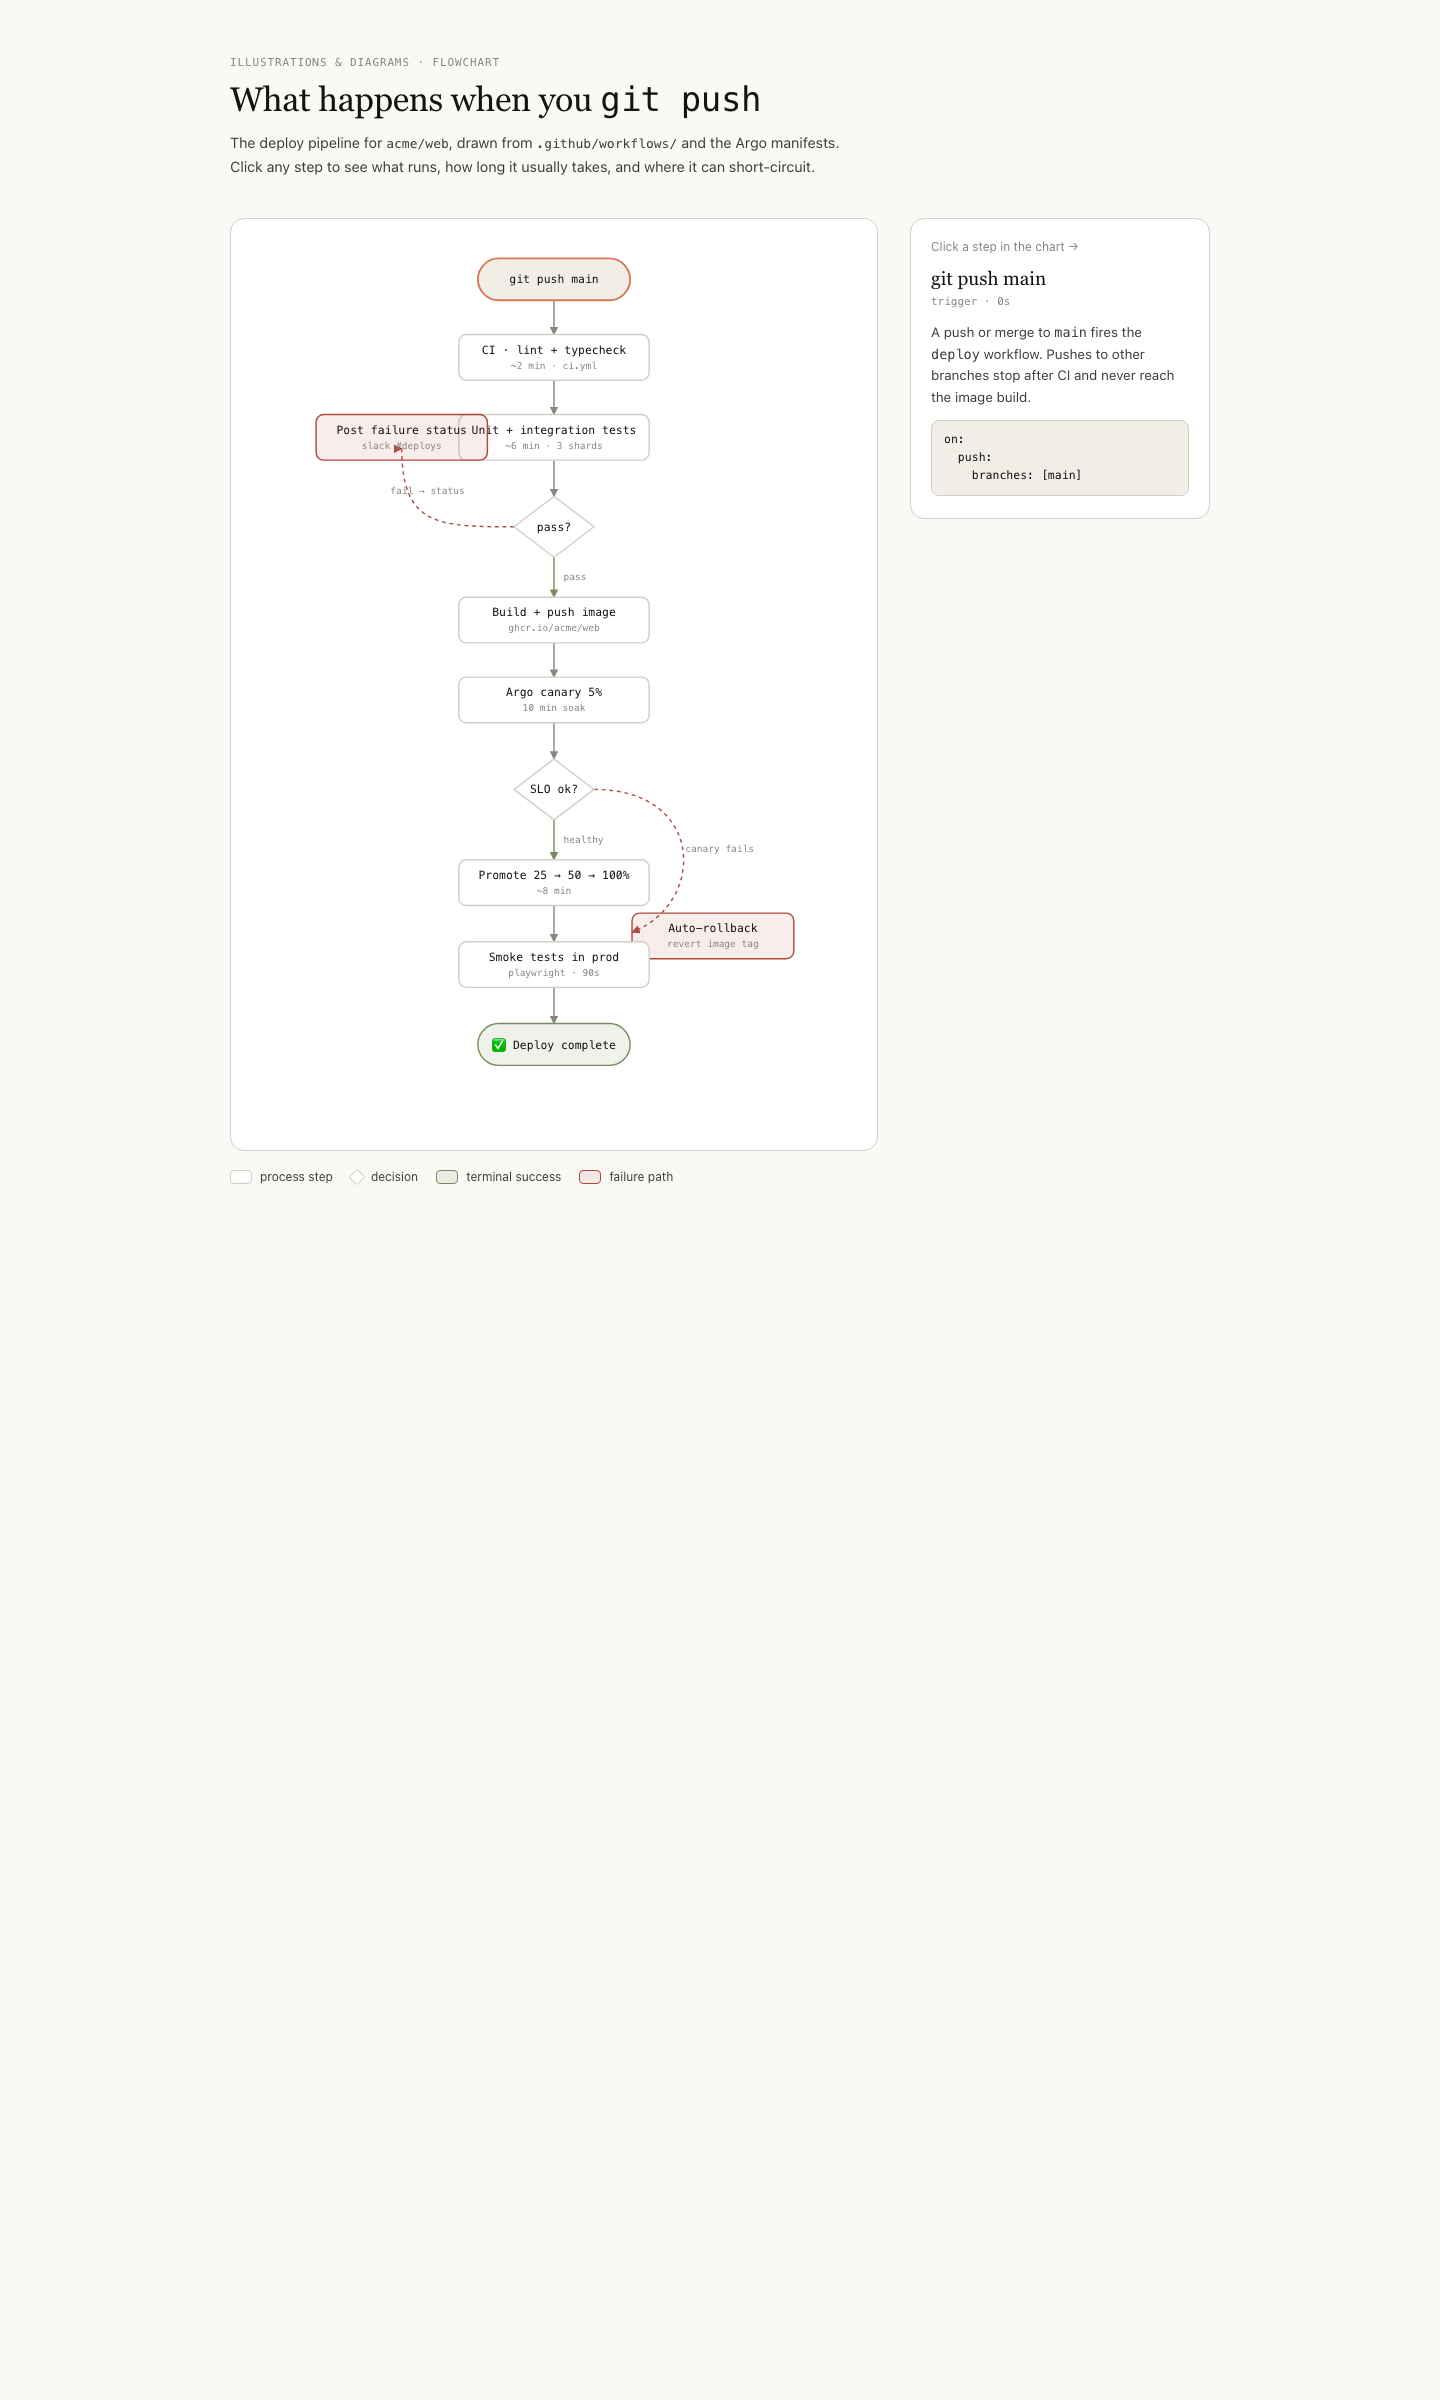 ILLUSTRATIONS & DIAGRAMS · FLOWCHART
What happens when you git push
The deploy pipeline for acme/web, drawn from .github/workflows/ and the Argo manifests.
Click any step to see what runs, how long it usually takes, and where it can short-circuit.
git push main
CI · lint + typecheck
~2 min · ci.yml
Post failure status
slack #deploys
Unit + integration tests
~6 min · 3 shards
fail → status
pass?
pass
Build + push image
ghcr.io/acme/web
Argo canary 5%
10 min soak
SLO ok?
healthy
canary fails
Promote 25 → 50 → 100%
~8 min
Auto-rollback
revert image tag
Smoke tests in prod
playwright · 90s
✅ Deploy complete
process step
decision
terminal success
failure path
Click a step in the chart →
git push main
trigger · 0s
A push or merge to main fires the
deploy workflow. Pushes to other
branches stop after CI and never reach
the image build.
on:
  push:
    branches: [main]